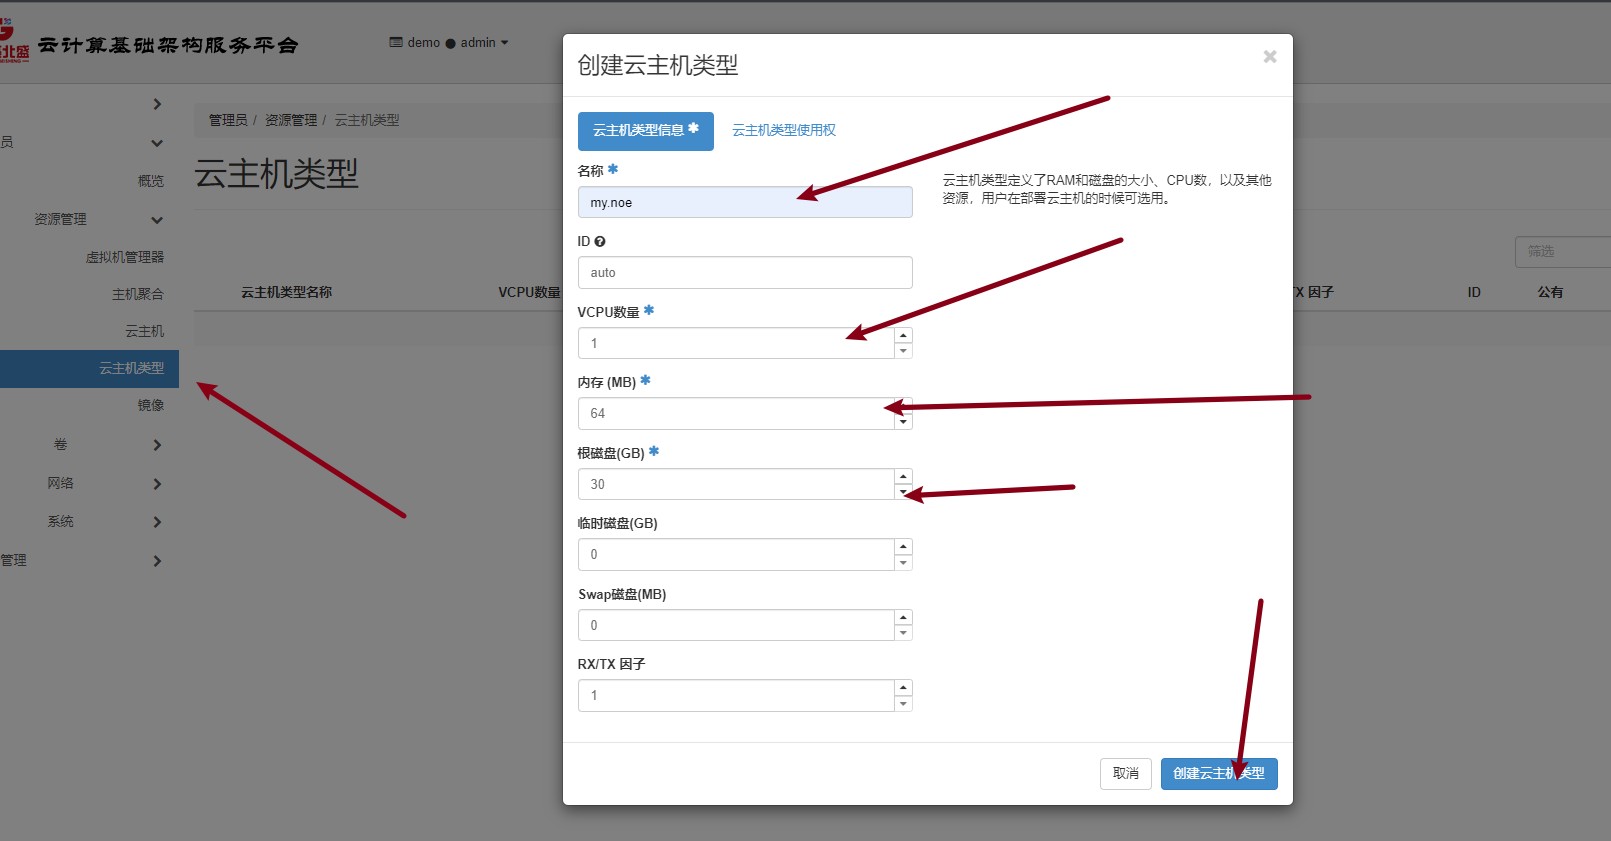 北盛
云计算基础架构服务平台
demo ● admin
员
概览
资源管理
虚拟机管理器
主机聚合
云主机
云主机类型
镜像
卷
网络
系统
管理
管理员 / 资源管理 / 云主机类型
云主机类型
筛选
云主机类型名称
VCPU数量
TX 因子
ID
公有
创建云主机类型
×
云主机类型信息 *
云主机类型使用权
名称 *
my.noe
云主机类型定义了RAM和磁盘的大小、CPU数，以及其他
资源，用户在部署云主机的时候可选用。
ID
auto
VCPU数量 *
1
内存 (MB) *
64
根磁盘(GB) *
30
临时磁盘(GB)
0
Swap磁盘(MB)
0
RX/TX 因子
1
取消
创建云主机类型